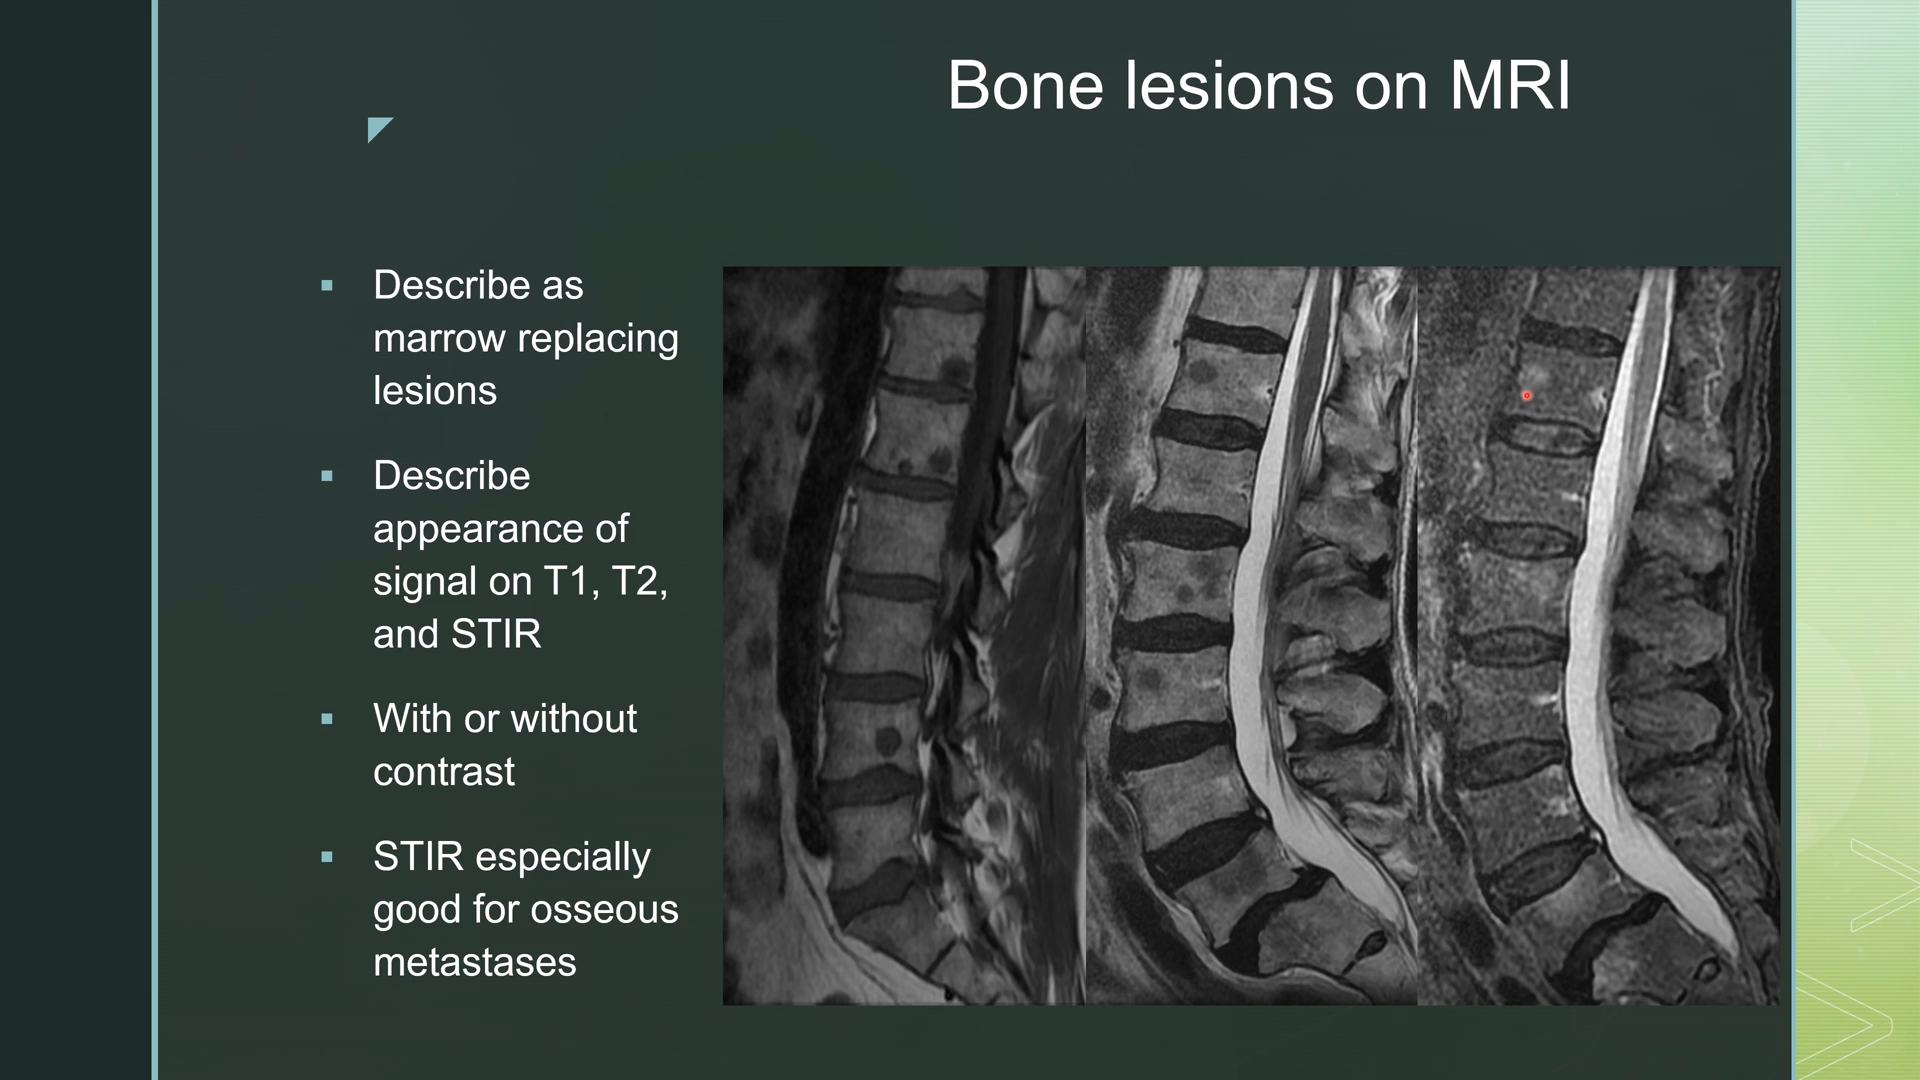 Bone lesions on MRI
▪ Describe as
marrow replacing
lesions
▪ Describe
appearance of
signal on T1, T2,
and STIR
▪ With or without
contrast
▪ STIR especially
good for osseous
metastases